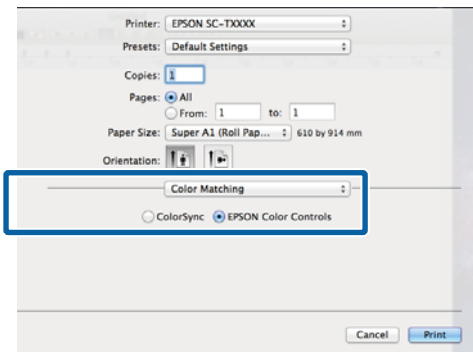 Printer: EPSON SC-TXXXX
Presets: Default Settings
Copies: 1
Pages: All
From: 1 to: 1
Paper Size: Super A1 (Roll Pap... 610 by 914 mm
Orientation:
Color Matching
ColorSync EPSON Color Controls
Cancel Print